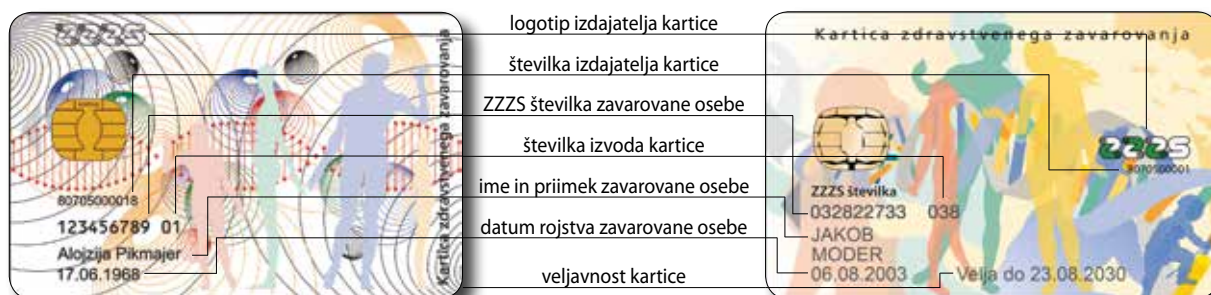 zzzs
80705000018
123456789 01
Alojzija Pikmajer
17.06.1968
Kartica zdravstvenega zavarovanja
logotip izdajatelja kartice
številka izdajatelja kartice
ZZZS številka zavarovane osebe
številka izvoda kartice
ime in priimek zavarovane osebe
datum rojstva zavarovane osebe
veljavnost kartice
Kartica zdravstvenega zavarovanja
zzzs
ZZZS številka
032822733 038
JAKOB
MODER
06.08.2003 Velja do 23.08.2030